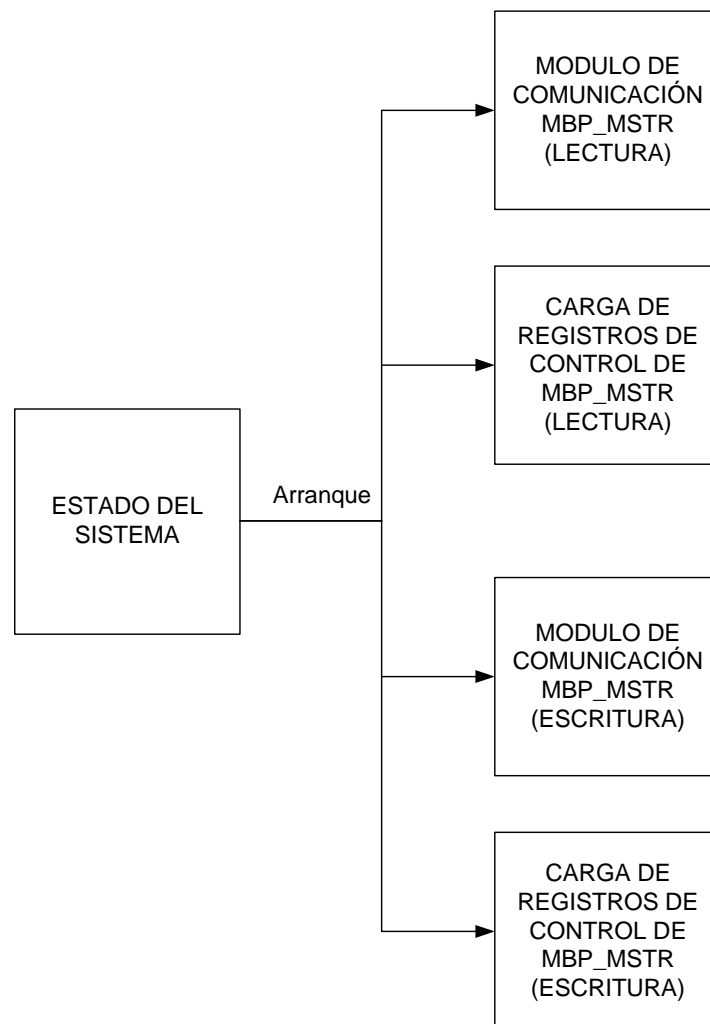 MODULO DE
COMUNICACIÓN
MBP_MSTR
(LECTURA)
CARGA DE
REGISTROS DE
CONTROL DE
MBP_MSTR
(LECTURA)
ESTADO DEL
SISTEMA
Arranque
MODULO DE
COMUNICACIÓN
MBP_MSTR
(ESCRITURA)
CARGA DE
REGISTROS DE
CONTROL DE
MBP_MSTR
(ESCRITURA)